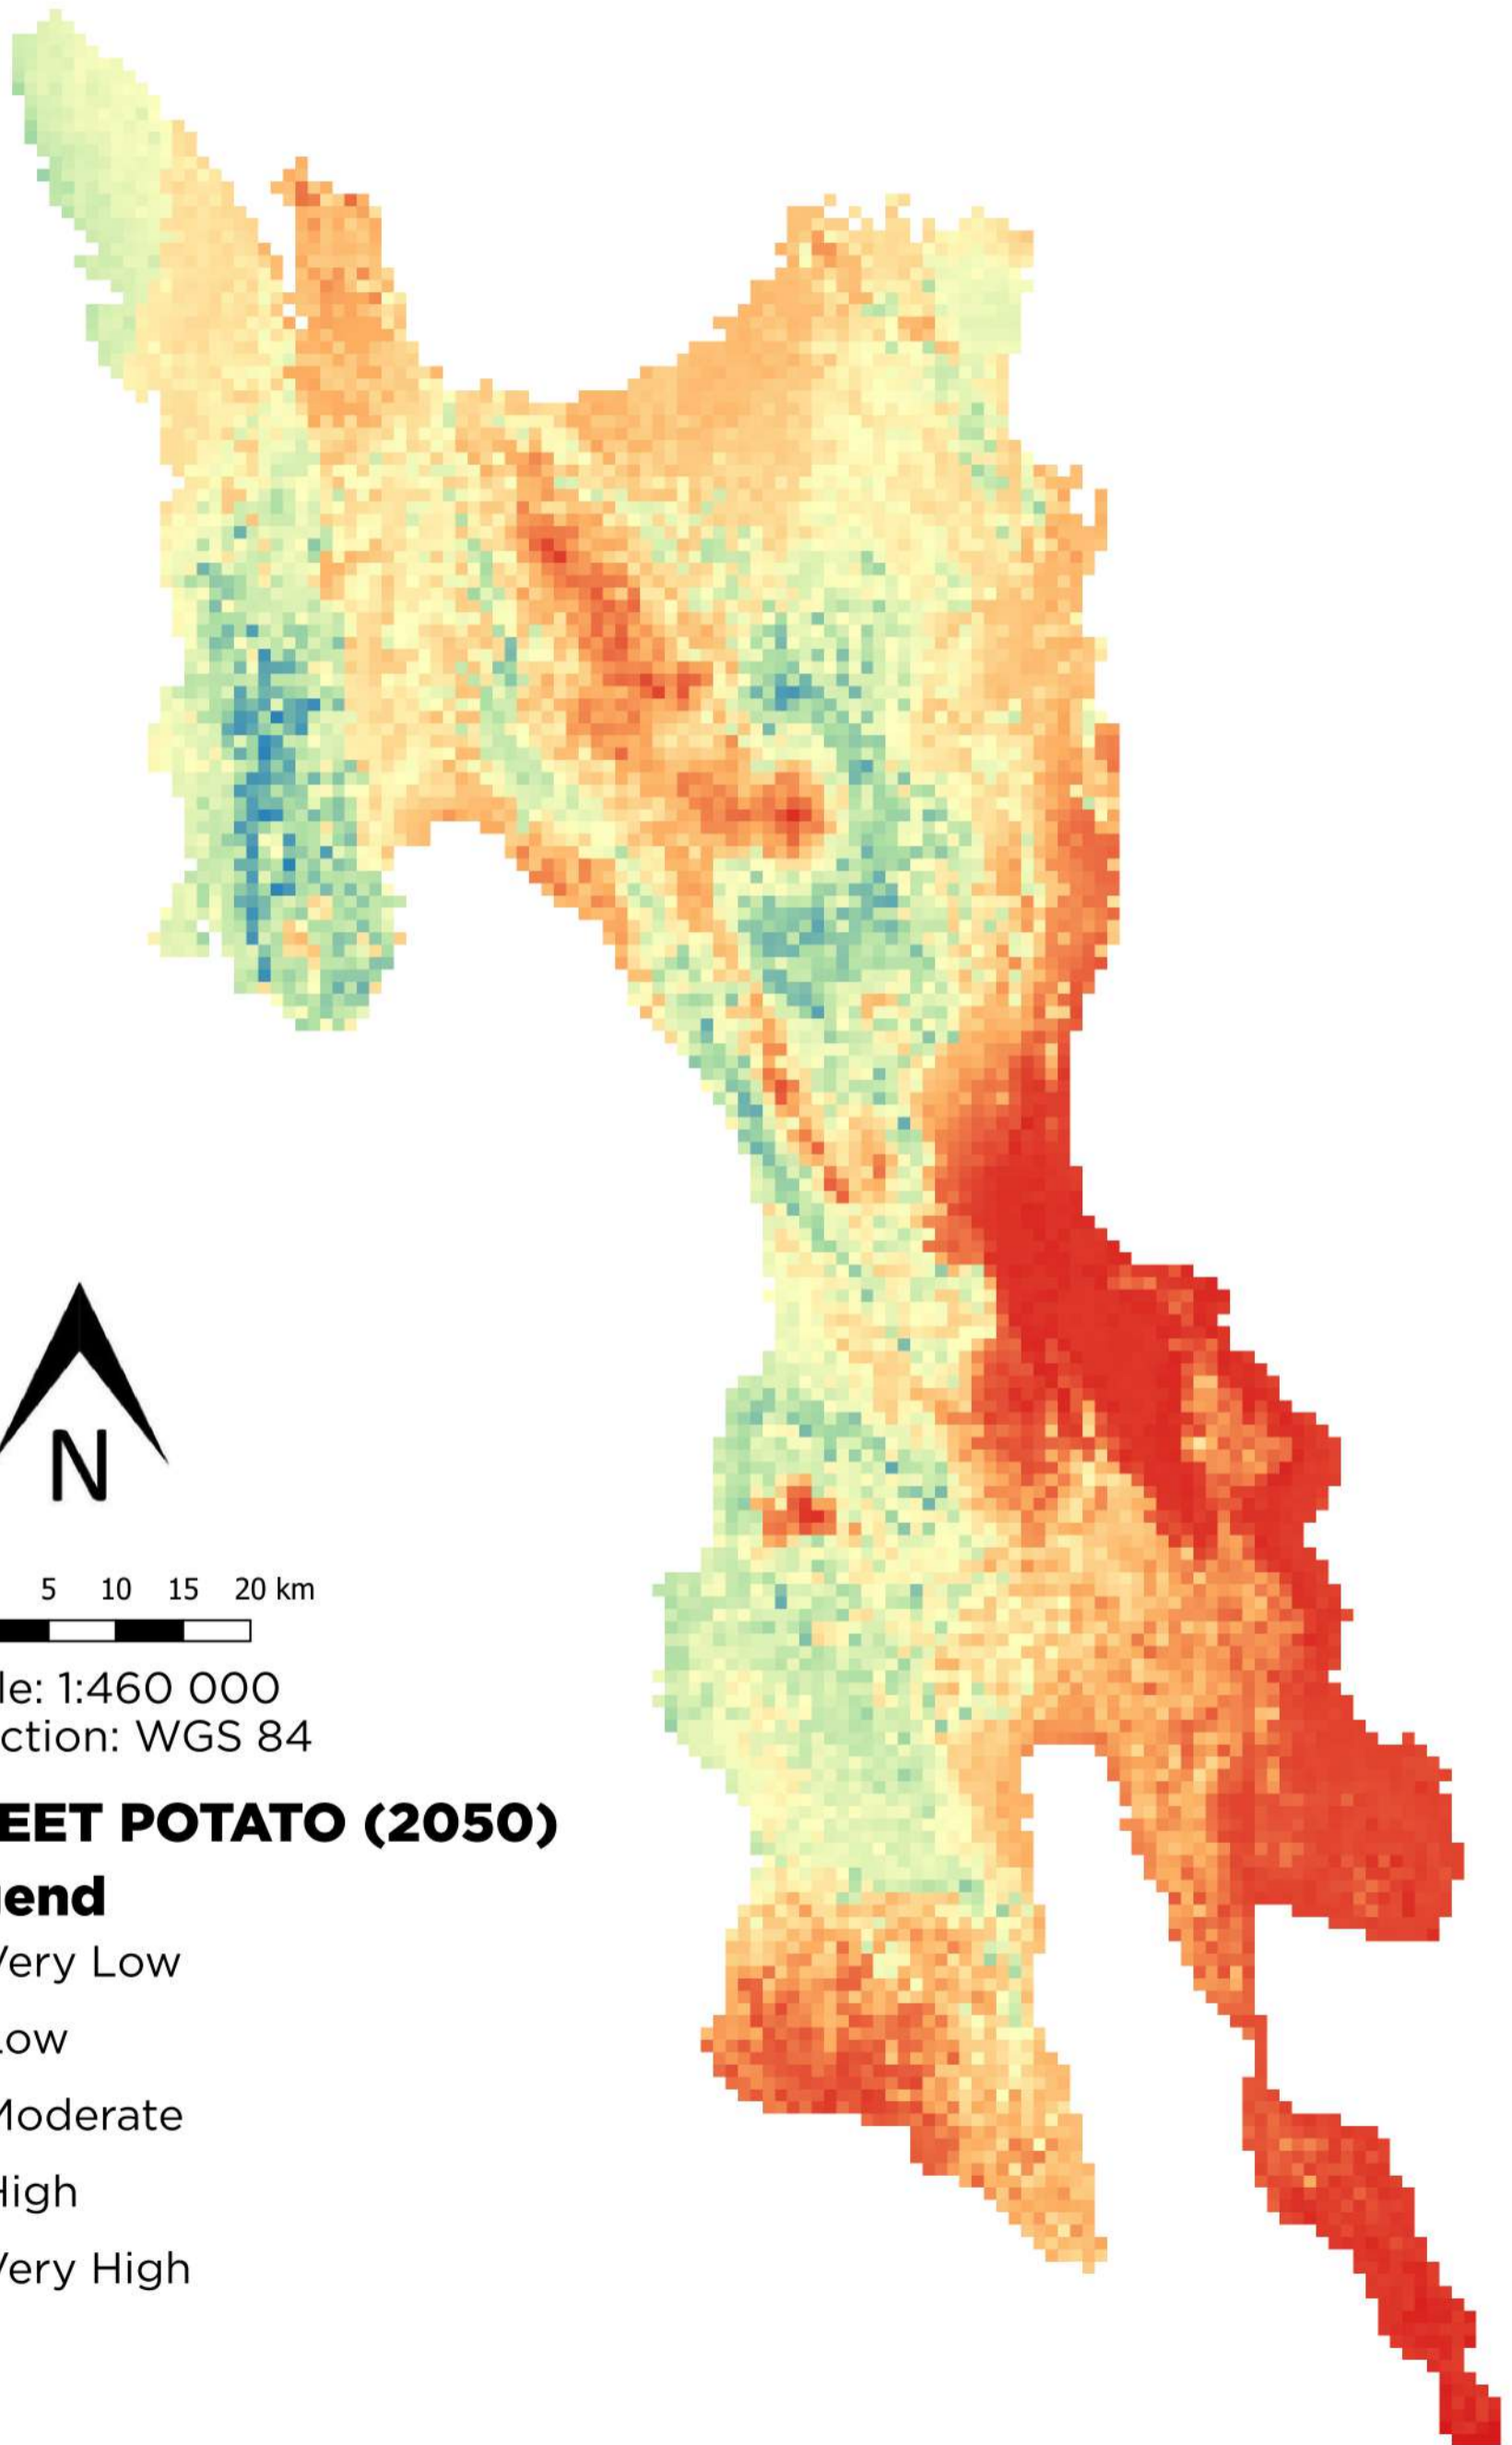 N
5 10 15 20 km
le: 1:460 000
ction: WGS 84
EET POTATO (2050)
end
Very Low
Low
Moderate
High
Very High